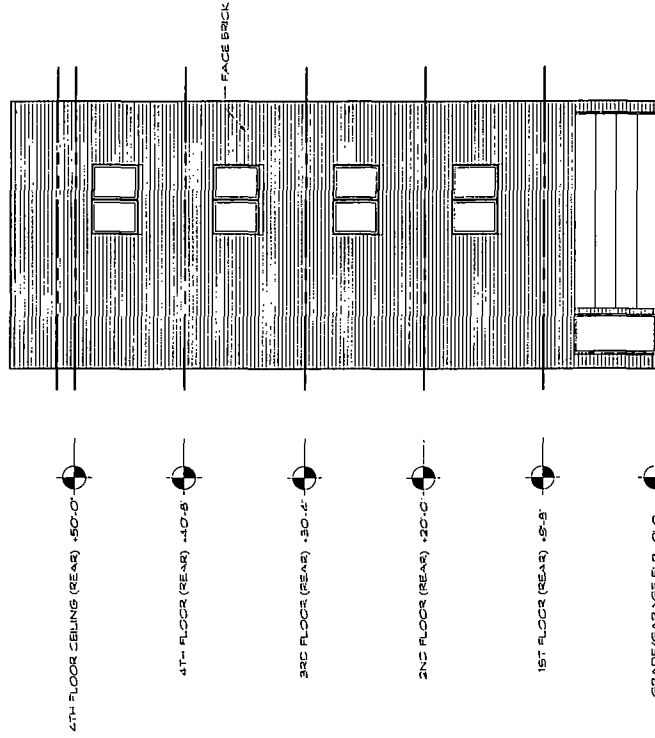 FACE BRICK
4TH FLOOR CEILING (REAR) +50'-0"
4TH FLOOR (REAR) +40'-8"
3RD FLOOR (REAR) +30'-4"
2ND FLOOR (REAR) +20'-0"
1ST FLOOR (REAR) +9'-8"